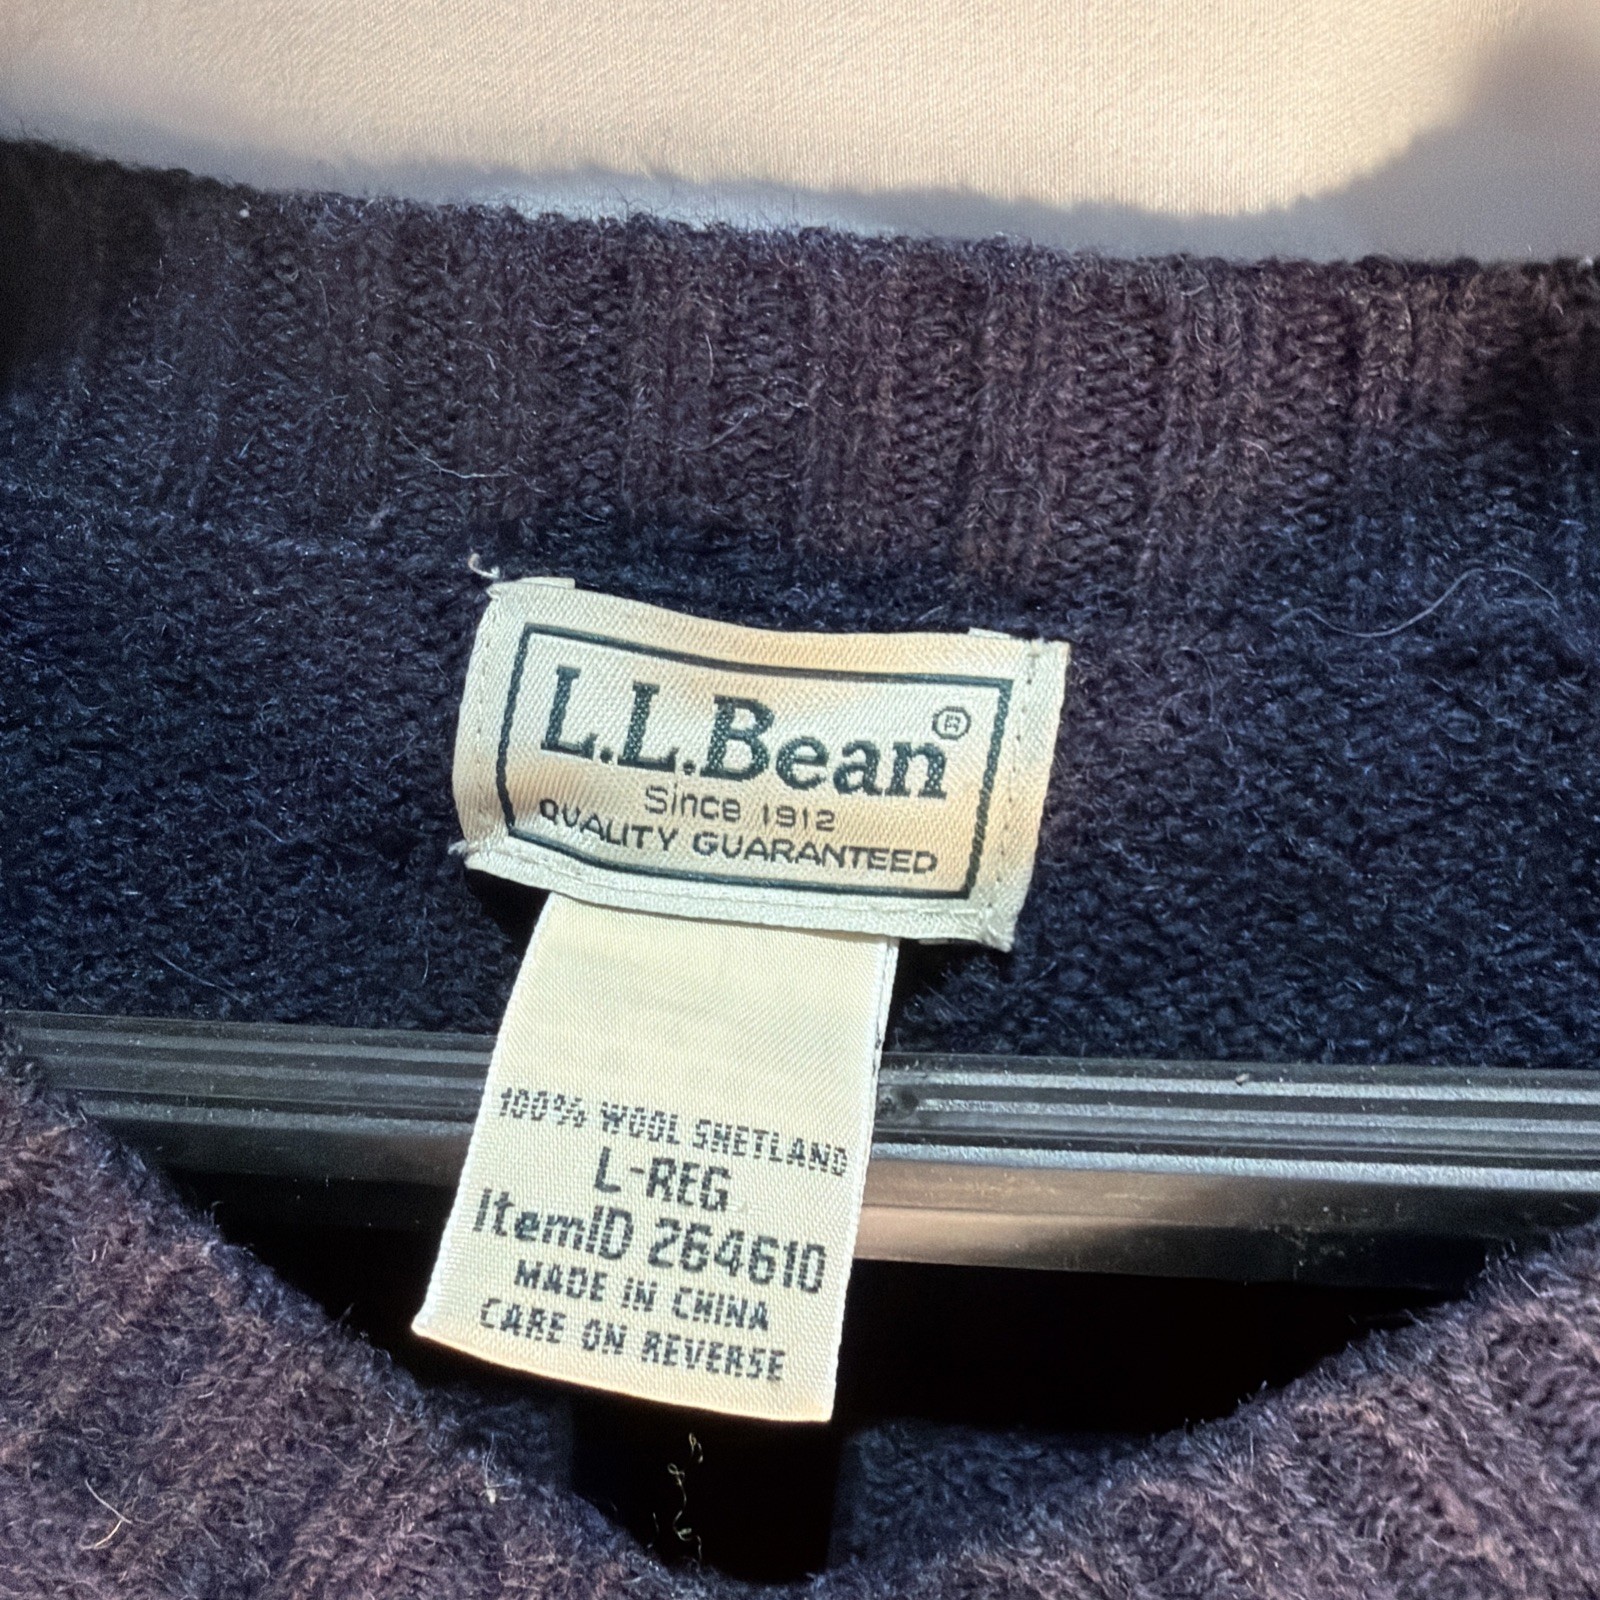 L.L.Bean®
Since 1912
QUALITY GUARANTEED
100% WOOL SHETLAND
L-REG
ItemID 264610
MADE IN CHINA
CARE ON REVERSE